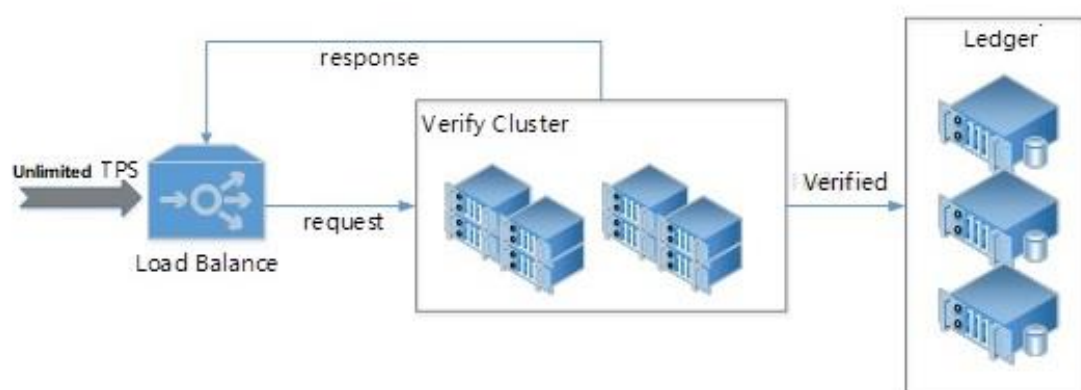 Ledger
response
Verify Cluster
Unlimited TPS
Verified
request
Load Balance